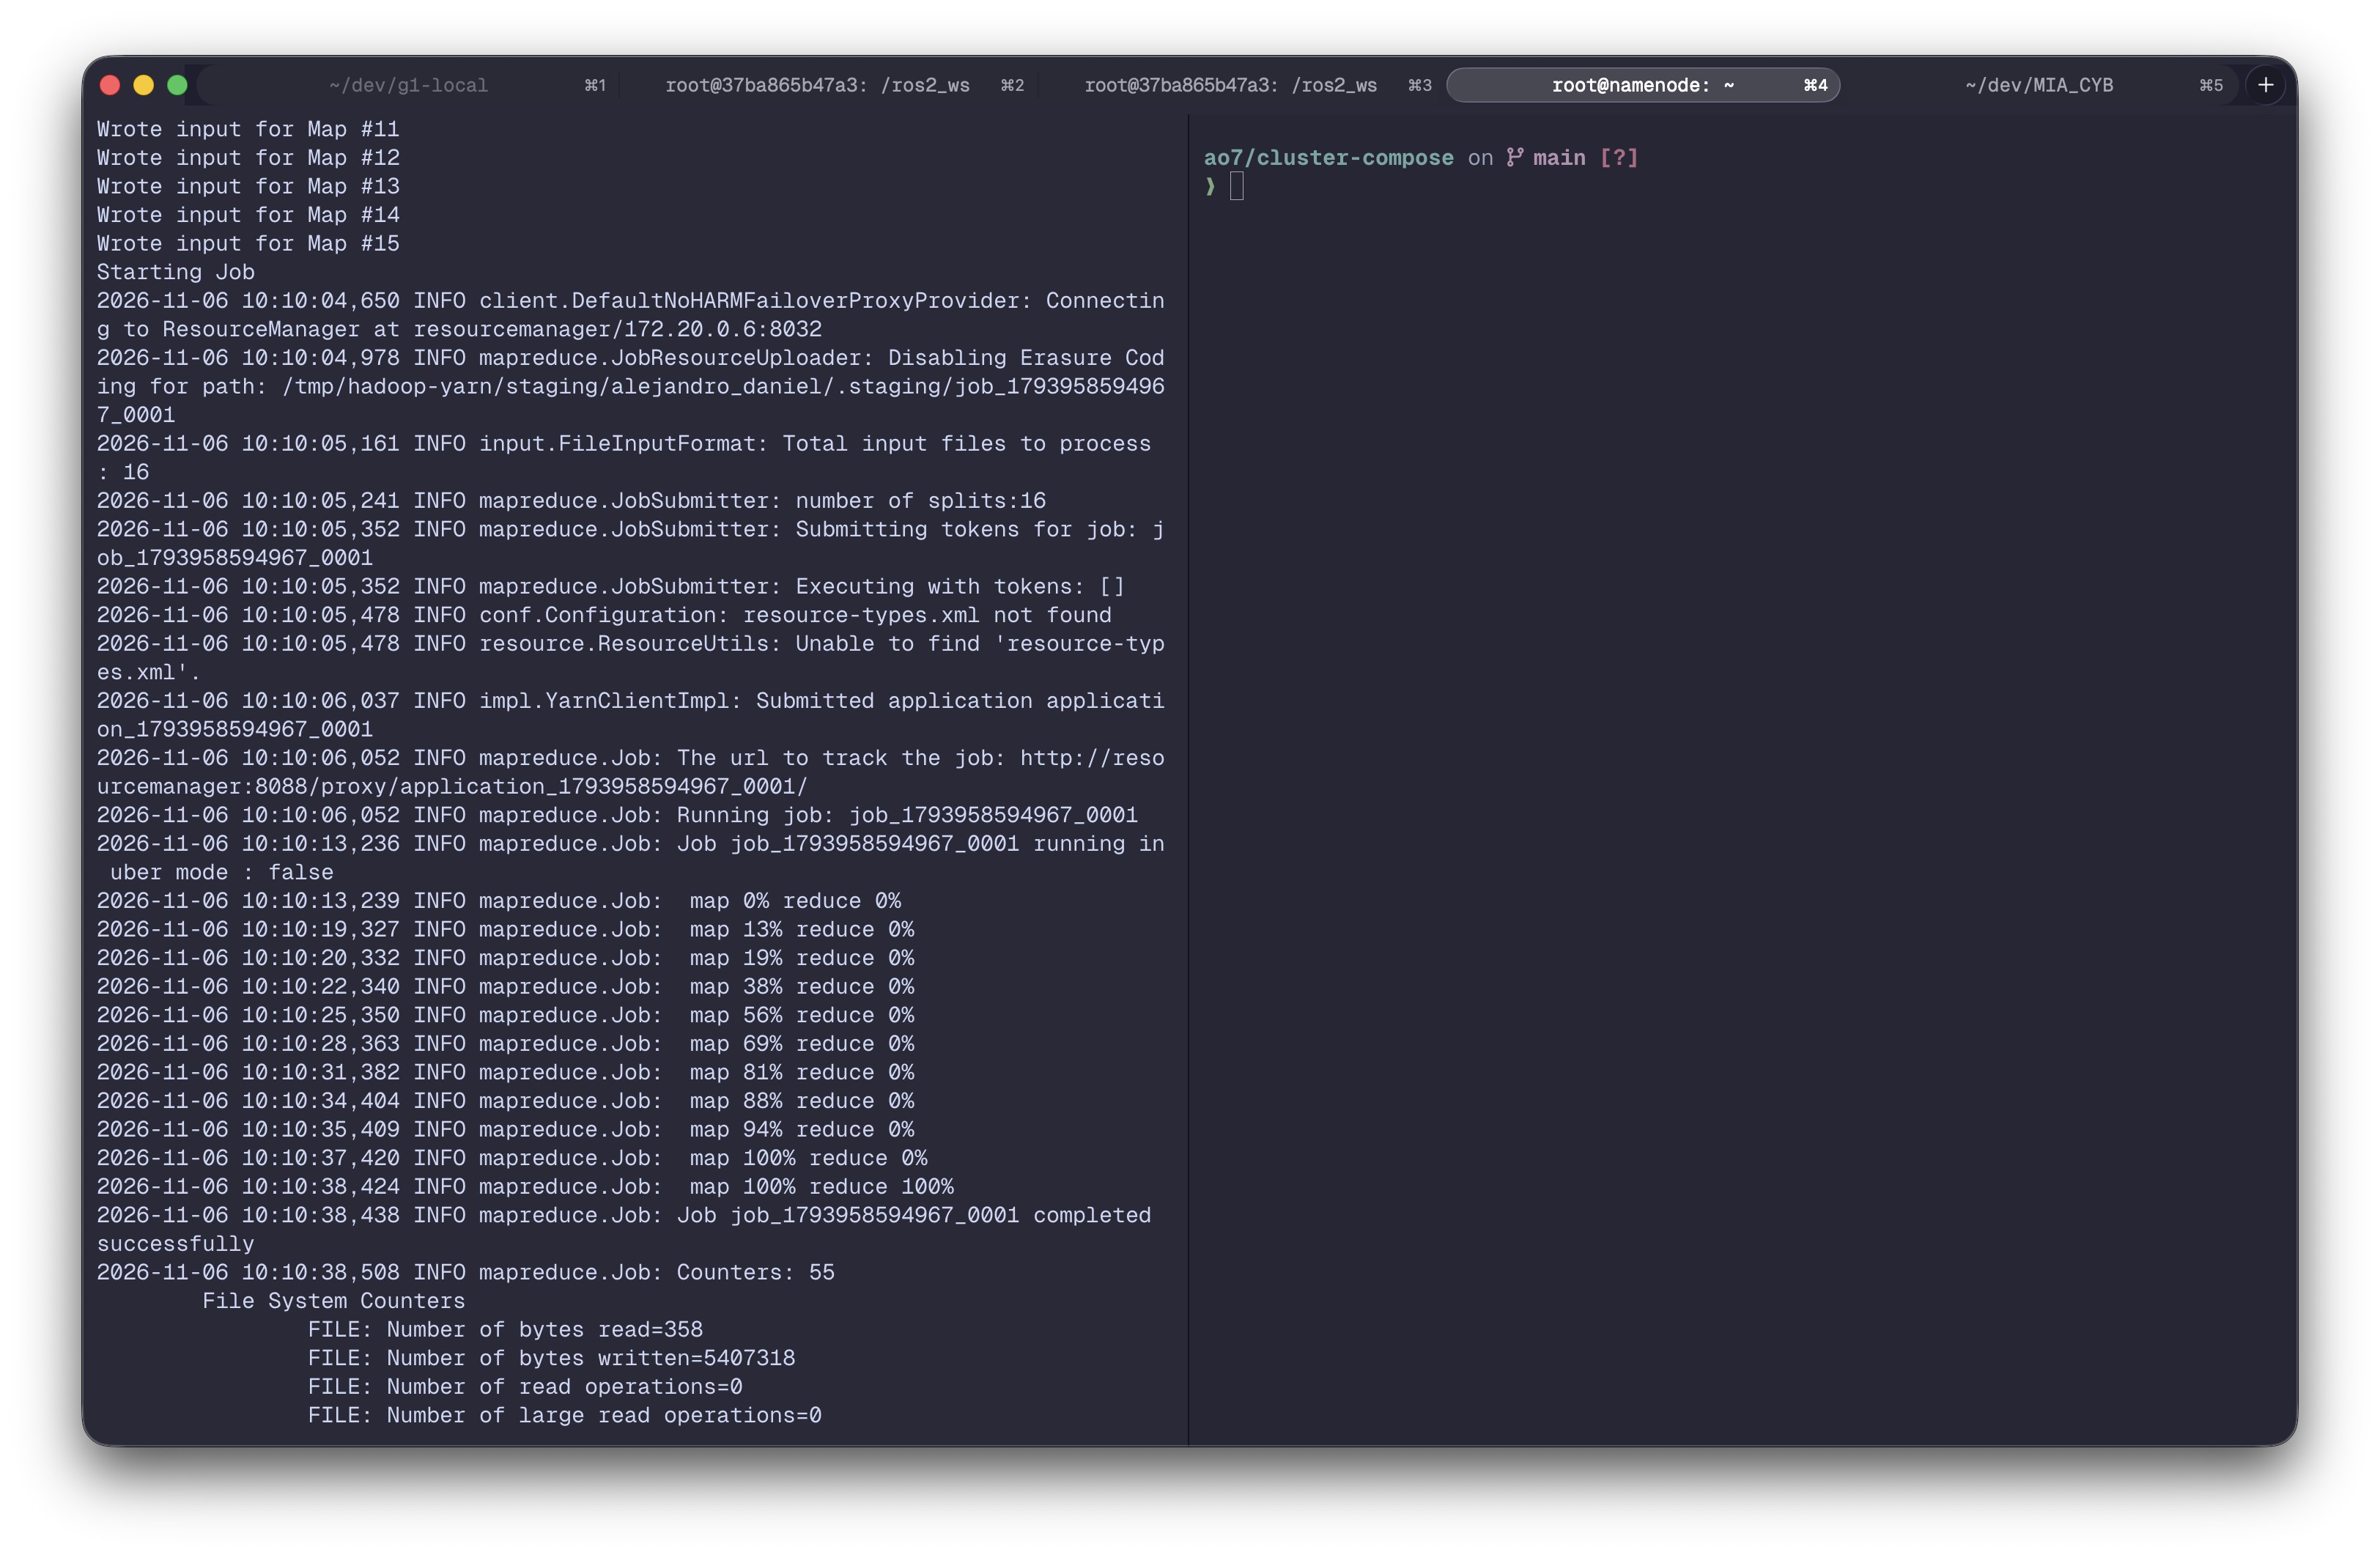 ~/dev/g1-local ⌘1 root@37ba865b47a3: /ros2_ws ⌘2 root@37ba865b47a3: /ros2_ws ⌘3 root@namenode: ~ ⌘4 ~/dev/MIA_CYB ⌘5 +
Wrote input for Map #11
Wrote input for Map #12
Wrote input for Map #13
Wrote input for Map #14
Wrote input for Map #15
Starting Job
2026-11-06 10:10:04,650 INFO client.DefaultNoHARMFailoverProxyProvider: Connectin
g to ResourceManager at resourcemanager/172.20.0.6:8032
2026-11-06 10:10:04,978 INFO mapreduce.JobResourceUploader: Disabling Erasure Cod
ing for path: /tmp/hadoop-yarn/staging/alejandro_daniel/.staging/job_179395859496
7_0001
2026-11-06 10:10:05,161 INFO input.FileInputFormat: Total input files to process
: 16
2026-11-06 10:10:05,241 INFO mapreduce.JobSubmitter: number of splits:16
2026-11-06 10:10:05,352 INFO mapreduce.JobSubmitter: Submitting tokens for job: j
ob_1793958594967_0001
2026-11-06 10:10:05,352 INFO mapreduce.JobSubmitter: Executing with tokens: []
2026-11-06 10:10:05,478 INFO conf.Configuration: resource-types.xml not found
2026-11-06 10:10:05,478 INFO resource.ResourceUtils: Unable to find 'resource-typ
es.xml'.
2026-11-06 10:10:06,037 INFO impl.YarnClientImpl: Submitted application applicati
on_1793958594967_0001
2026-11-06 10:10:06,052 INFO mapreduce.Job: The url to track the job: http://reso
urcemanager:8088/proxy/application_1793958594967_0001/
2026-11-06 10:10:06,052 INFO mapreduce.Job: Running job: job_1793958594967_0001
2026-11-06 10:10:13,236 INFO mapreduce.Job: Job job_1793958594967_0001 running in
 uber mode : false
2026-11-06 10:10:13,239 INFO mapreduce.Job:  map 0% reduce 0%
2026-11-06 10:10:19,327 INFO mapreduce.Job:  map 13% reduce 0%
2026-11-06 10:10:20,332 INFO mapreduce.Job:  map 19% reduce 0%
2026-11-06 10:10:22,340 INFO mapreduce.Job:  map 38% reduce 0%
2026-11-06 10:10:25,350 INFO mapreduce.Job:  map 56% reduce 0%
2026-11-06 10:10:28,363 INFO mapreduce.Job:  map 69% reduce 0%
2026-11-06 10:10:31,382 INFO mapreduce.Job:  map 81% reduce 0%
2026-11-06 10:10:34,404 INFO mapreduce.Job:  map 88% reduce 0%
2026-11-06 10:10:35,409 INFO mapreduce.Job:  map 94% reduce 0%
2026-11-06 10:10:37,420 INFO mapreduce.Job:  map 100% reduce 0%
2026-11-06 10:10:38,424 INFO mapreduce.Job:  map 100% reduce 100%
2026-11-06 10:10:38,438 INFO mapreduce.Job: Job job_1793958594967_0001 completed
successfully
2026-11-06 10:10:38,508 INFO mapreduce.Job: Counters: 55
        File System Counters
                FILE: Number of bytes read=358
                FILE: Number of bytes written=5407318
                FILE: Number of read operations=0
                FILE: Number of large read operations=0
ao7/cluster-compose on main [?]
❱